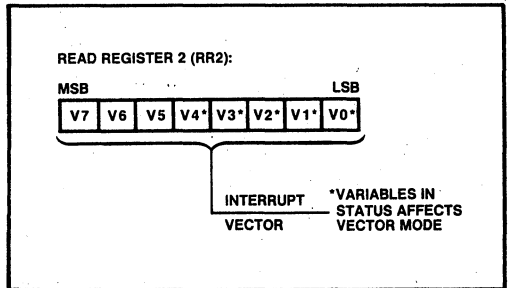 READ REGISTER 2 (RR2):
MSB LSB
V7 V6 V5 V4* V3* V2* V1* V0*
INTERRUPT
VECTOR
*VARIABLES IN
STATUS AFFECTS
VECTOR MODE